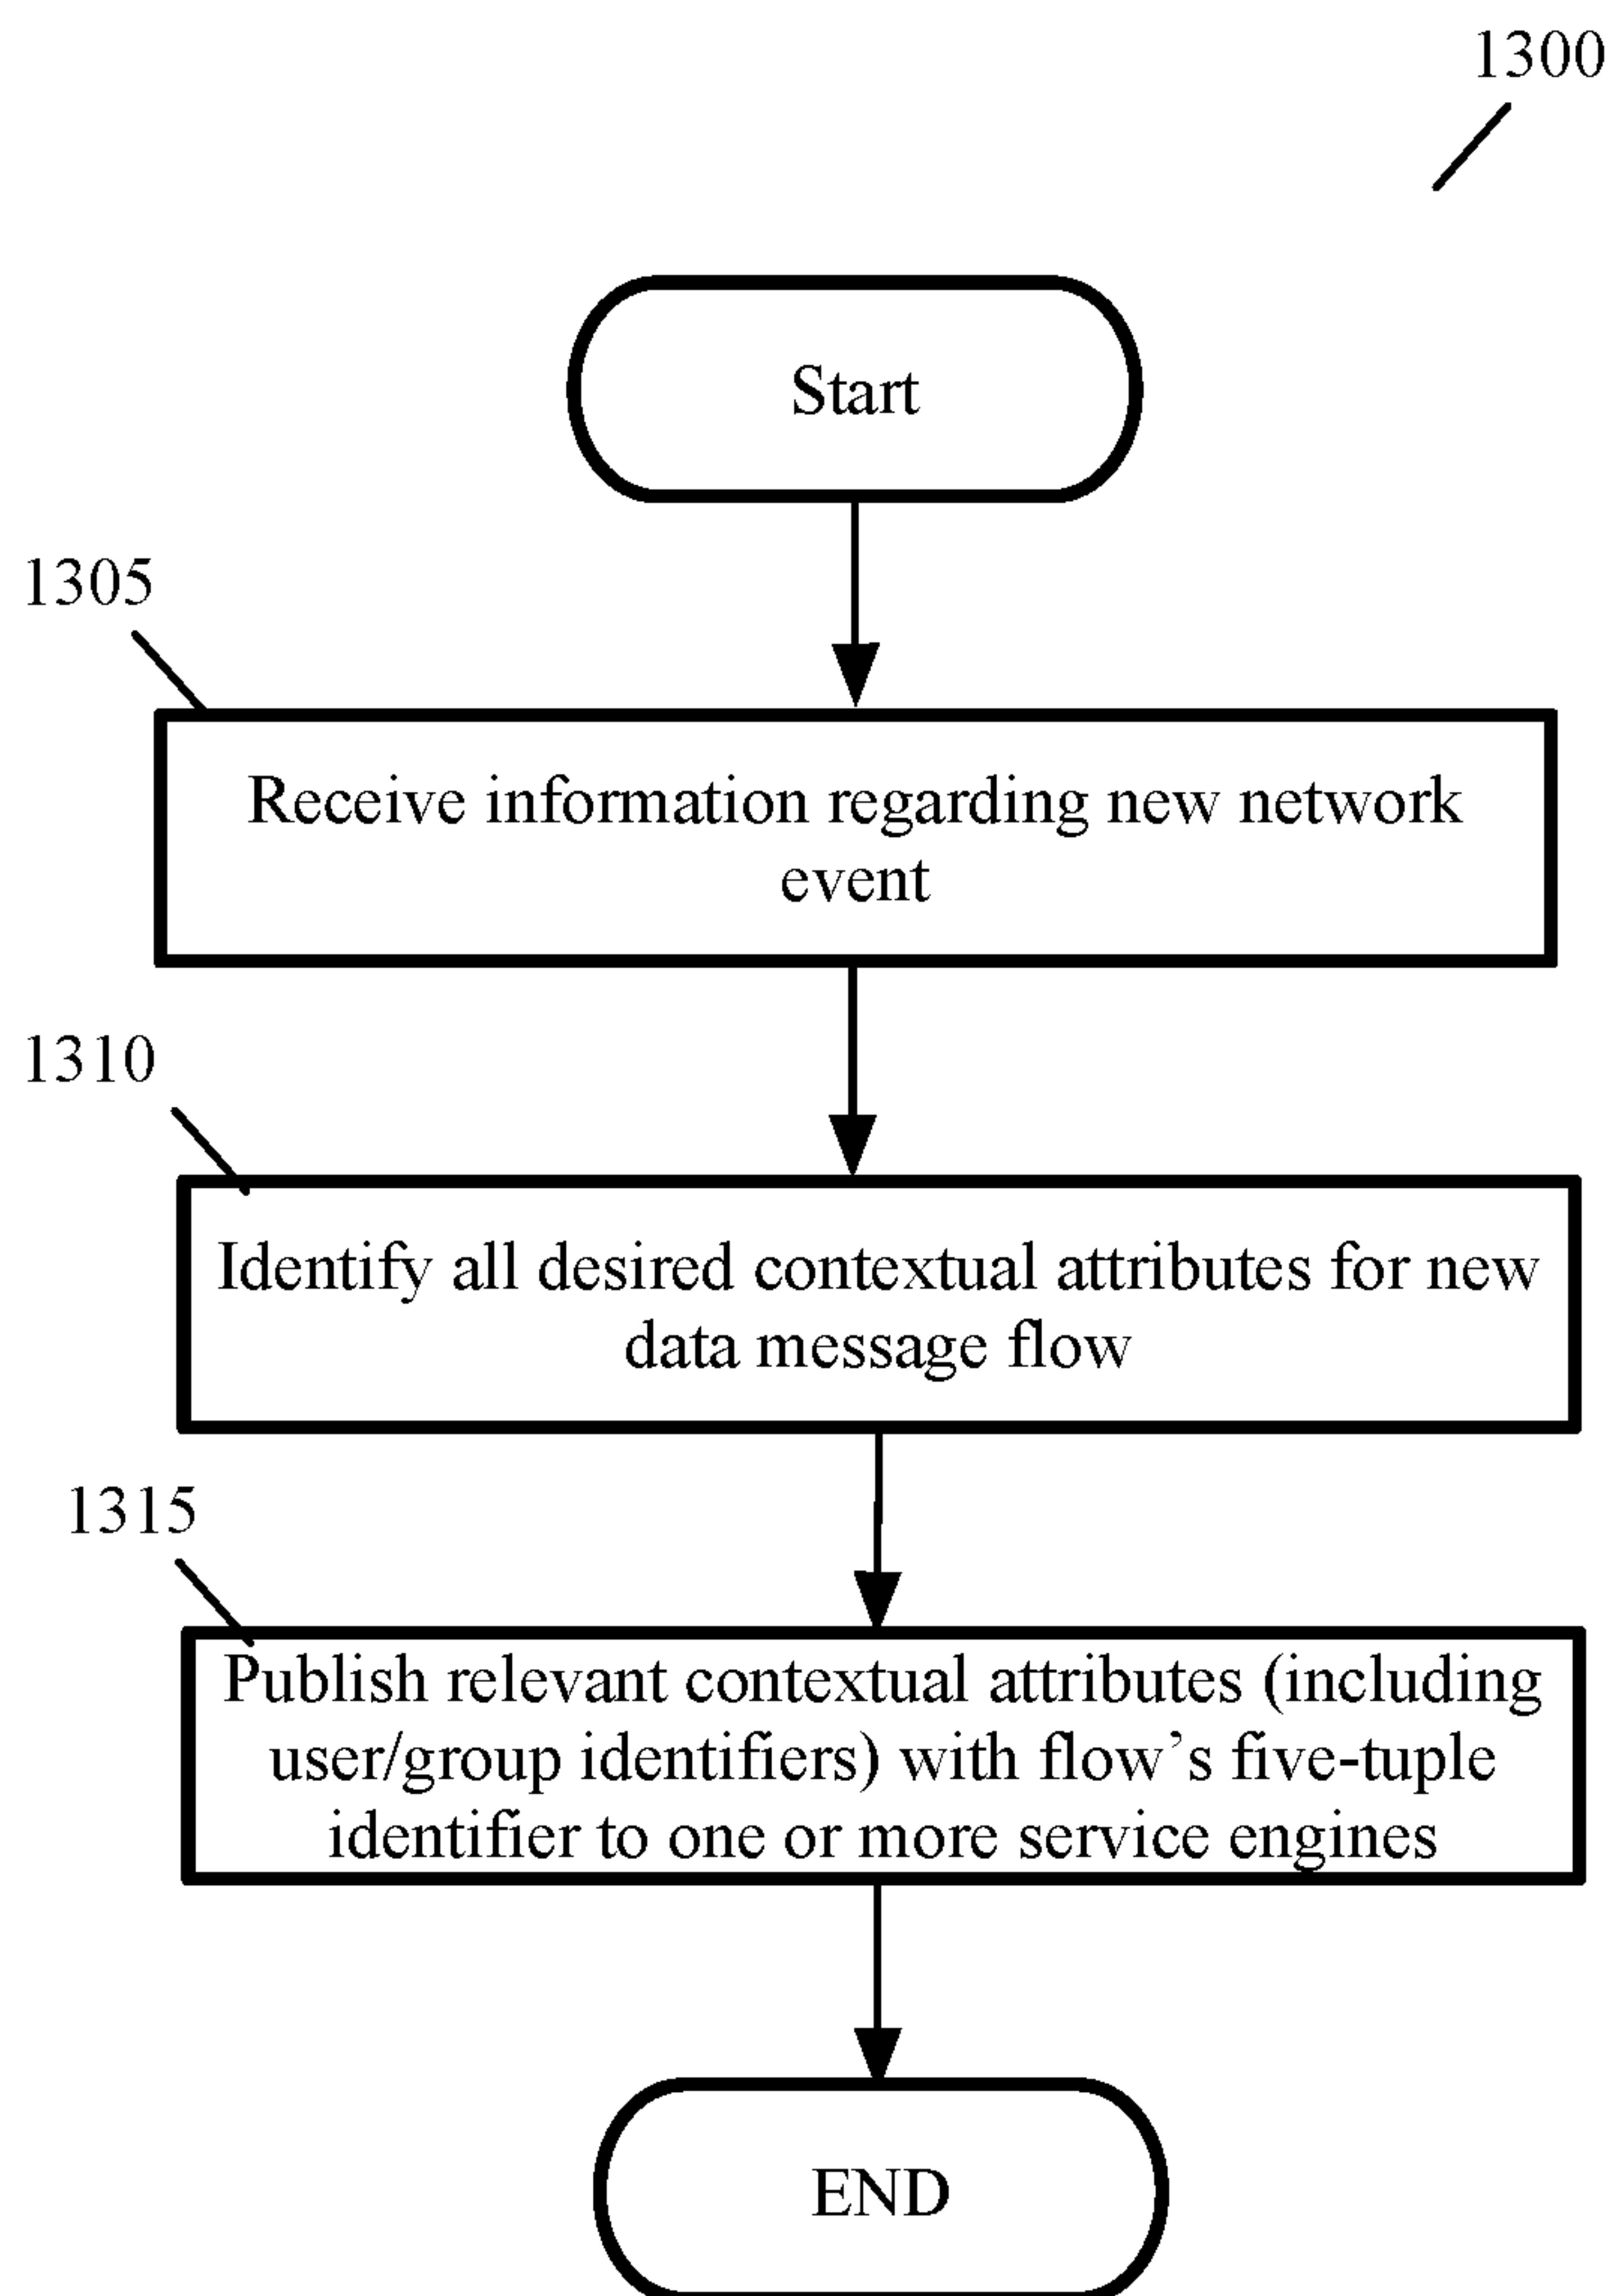 1300
Start
1305
Receive information regarding new network
event
1310
Identify all desired contextual attributes for new
data message flow
1315
Publish relevant contextual attributes (including
user/group identifiers) with flow’s five-tuple
identifier to one or more service engines
END